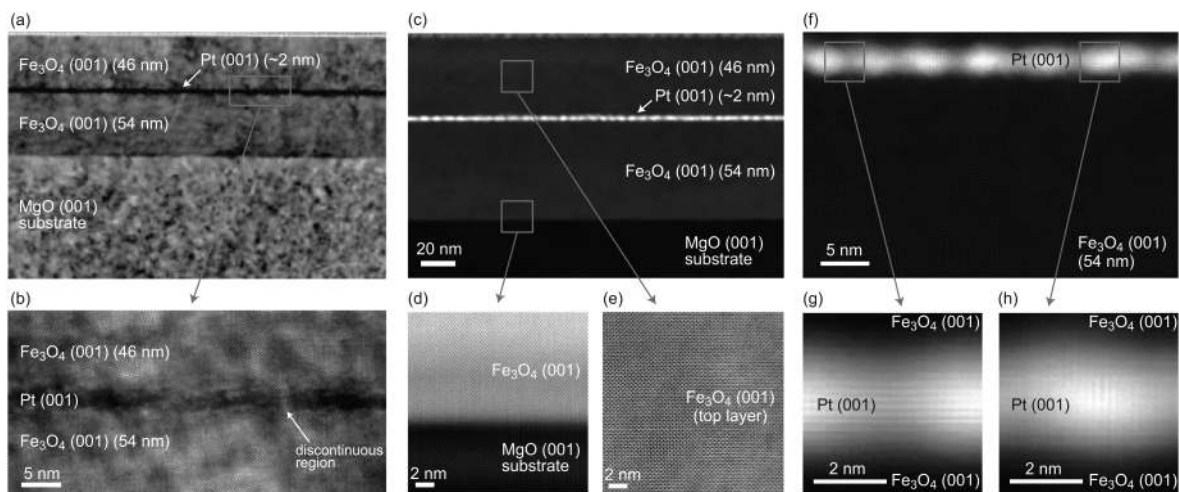 (a)
Fe₃O₄ (001) (46 nm)
Pt (001) (~2 nm)
Fe₃O₄ (001) (54 nm)
MgO (001)
substrate
(b)
Fe₃O₄ (001) (46 nm)
Pt (001)
Fe₃O₄ (001) (54 nm)
discontinuous
region
5 nm
(c)
Fe₃O₄ (001) (46 nm)
Pt (001) (~2 nm)
Fe₃O₄ (001) (54 nm)
20 nm
MgO (001)
substrate
(d)
Fe₃O₄ (001)
MgO (001)
substrate
2 nm
(e)
Fe₃O₄ (001)
(top layer)
2 nm
(f)
Pt (001)
5 nm
Fe₃O₄ (001)
(54 nm)
(g)
Fe₃O₄ (001)
Pt (001)
2 nm
Fe₃O₄ (001)
(h)
Fe₃O₄ (001)
Pt (001)
2 nm
Fe₃O₄ (001)